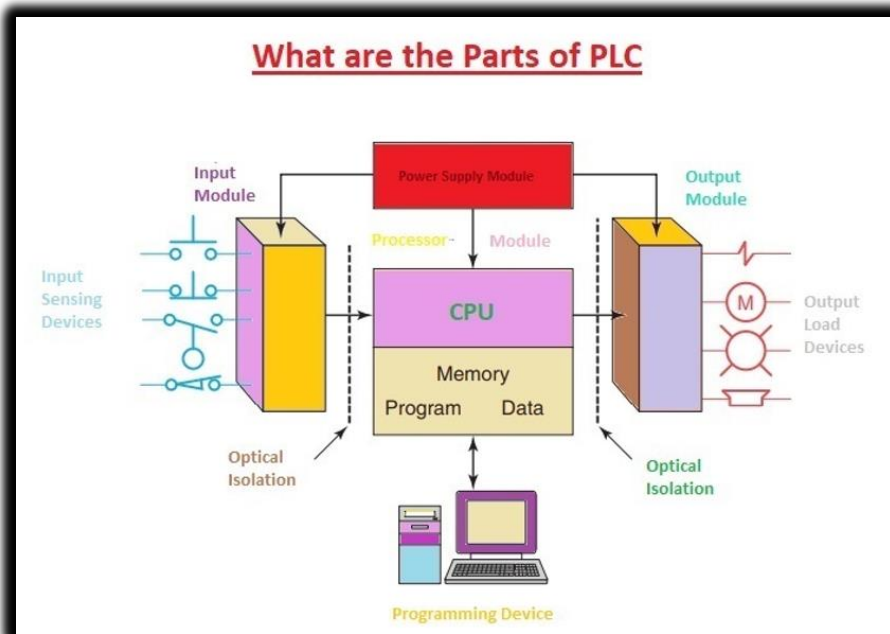 What are the Parts of PLC
Input
Module
Power Supply Module
Output
Module
Processor-
Module
Input
Sensing
Devices
CPU
M
Output
Load
Devices
Memory
Program Data
Optical
Isolation
Optical
Isolation
Programming Device